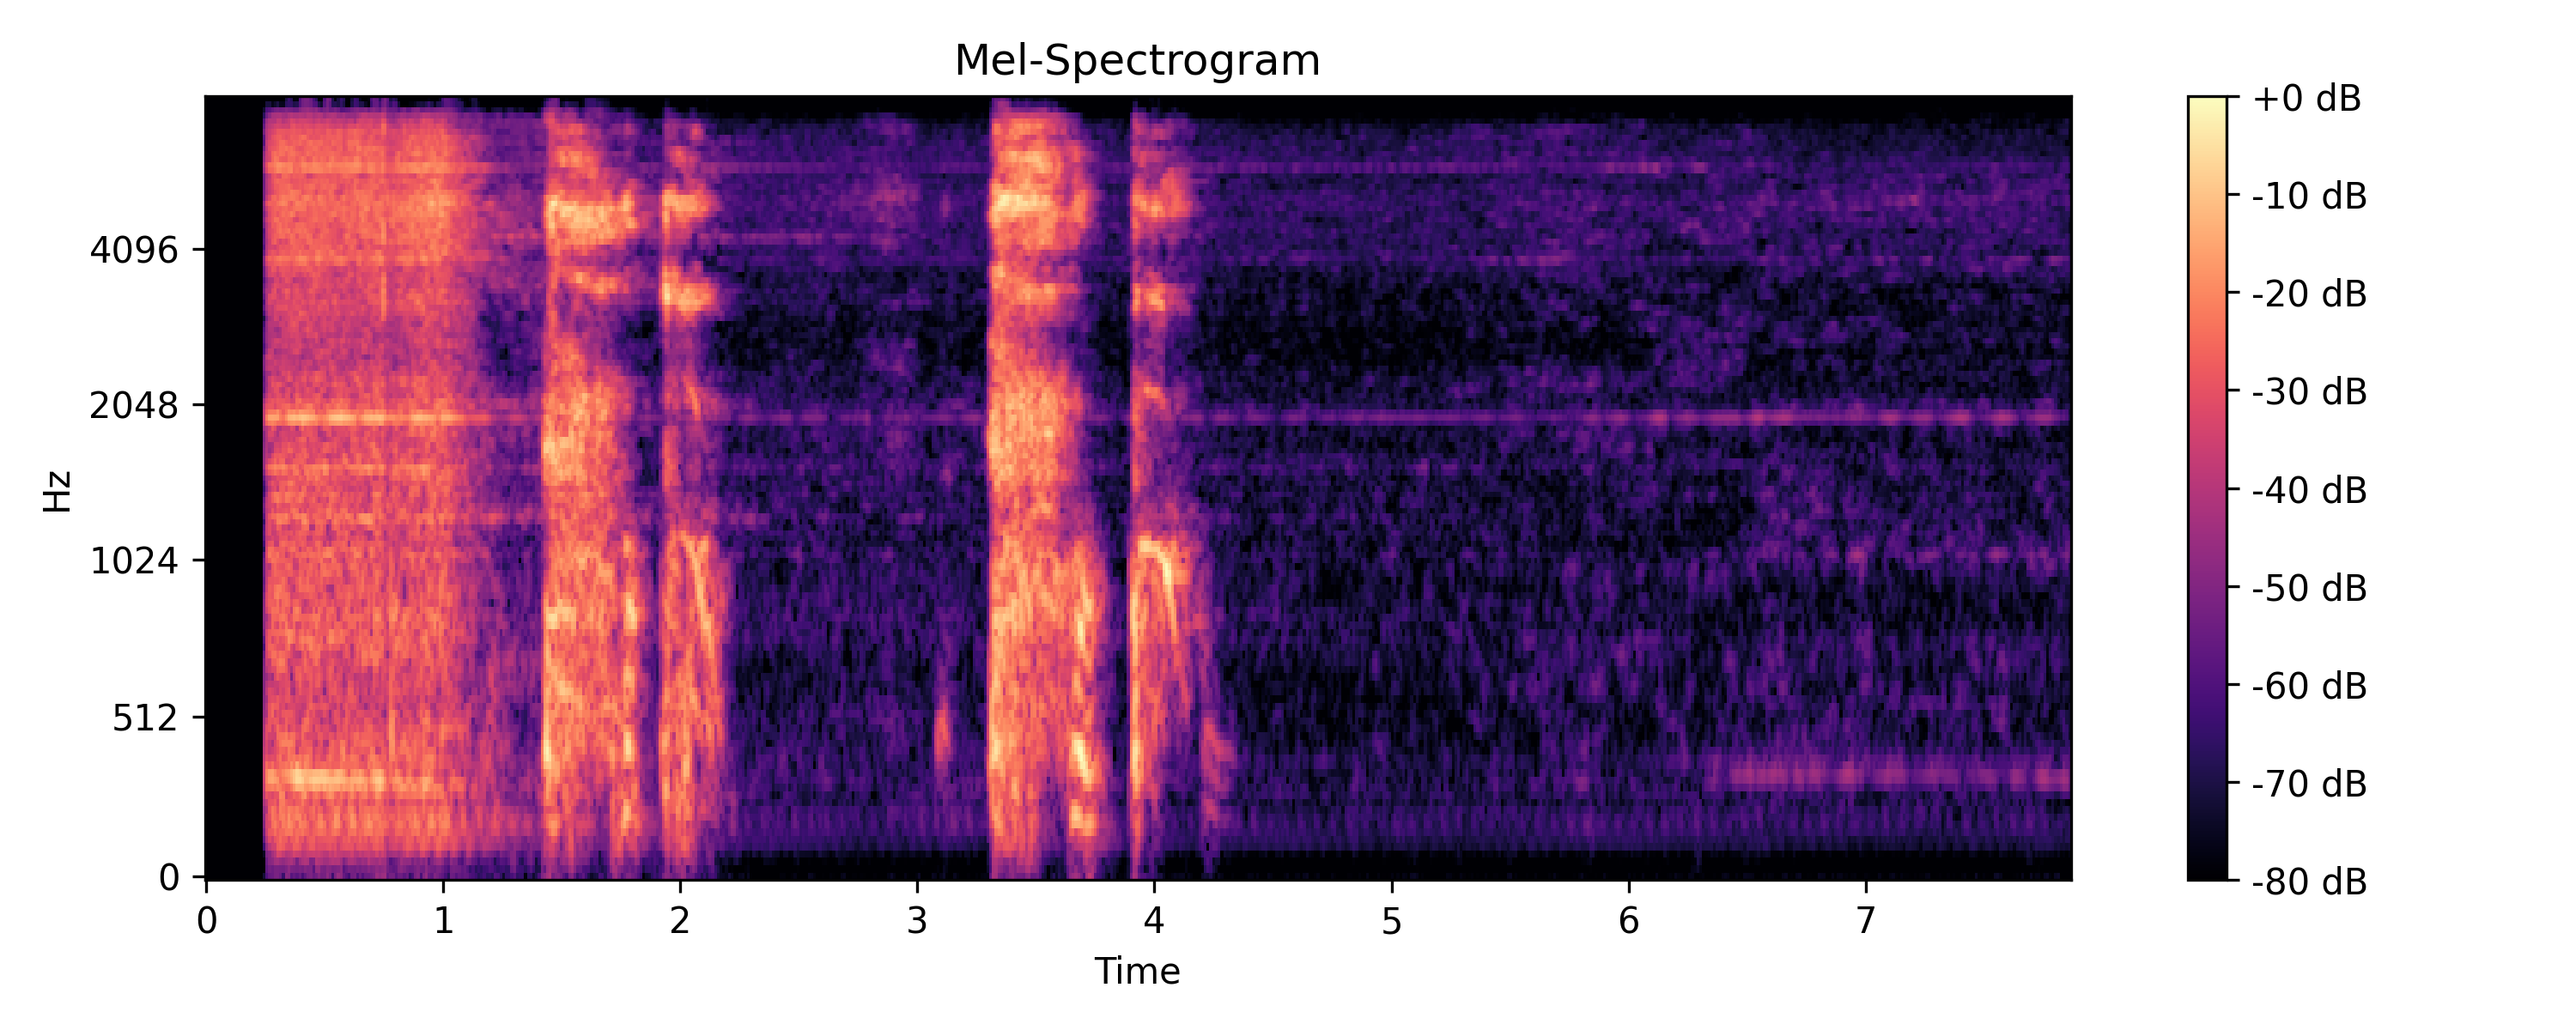 Mel-Spectrogram
+0 dB
-10 dB
4096
-20 dB
-30 dB
2048
Hz
-40 dB
1024
-50 dB
-60 dB
512
-70 dB
0
-80 dB
0 1 2 3 4 5 6 7
Time